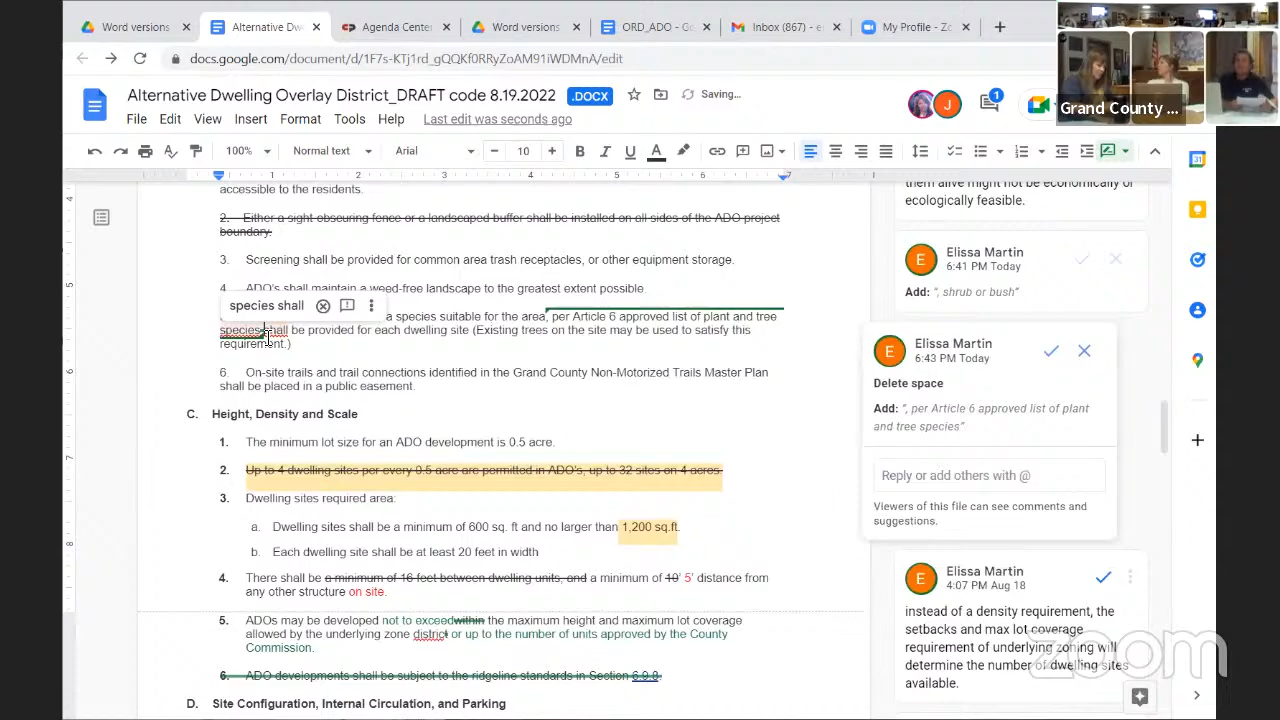 Word versions
Alternative Dwe
Agenda Center
ORD_ADO - Go
Inbox (867) - e
My Profile - Zo
docs.google.com/document/d/1F7s-KTj1rd_gQQKf0RRyZoAM91iWDMnA/edit
Grand County ...
Alternative Dwelling Overlay District_DRAFT code 8.19.2022
.DOCX
Saving...
J
1
File Edit View Insert Format Tools Help Last edit was seconds ago
100% Normal text Arial 10
accessible to the residents.
2. Either a sight obscuring fence or a landscaped buffer shall be installed on all sides of the ADO project
boundary.
3. Screening shall be provided for common area trash receptacles, or other equipment storage.
4. ADO's shall maintain a weed-free landscape to the greatest extent possible.
species shall
a species suitable for the area, per Article 6 approved list of plant and tree
species shall be provided for each dwelling site (Existing trees on the site may be used to satisfy this
requirement.)
6. On-site trails and trail connections identified in the Grand County Non-Motorized Trails Master Plan
shall be placed in a public easement.
C. Height, Density and Scale
1. The minimum lot size for an ADO development is 0.5 acre.
2. Up to 4 dwelling sites per every 0.5 acre are permitted in ADO's, up to 32 sites on 4 acres.
3. Dwelling sites required area:
a. Dwelling sites shall be a minimum of 600 sq. ft and no larger than 1,200 sq.ft.
b. Each dwelling site shall be at least 20 feet in width
4. There shall be a minimum of 16 feet between dwelling units, and a minimum of 10' 5' distance from
any other structure on site.
5. ADOs may be developed not to exceedwithin the maximum height and maximum lot coverage
allowed by the underlying zone district or up to the number of units approved by the County
Commission.
6. ADO developments shall be subject to the ridgeline standards in Section 6.9.8.
D. Site Configuration, Internal Circulation, and Parking
them alive might not be economically or
ecologically feasible.
E
Elissa Martin
6:41 PM Today
Add: ", shrub or bush"
E
Elissa Martin
6:43 PM Today
Delete space
Add: ", per Article 6 approved list of plant
and tree species"
Reply or add others with @
Viewers of this file can see comments and
suggestions.
E
Elissa Martin
4:07 PM Aug 18
instead of a density requirement, the
setbacks and max lot coverage
requirement of underlying zoning will
determine the number of dwelling sites
available.
zoom